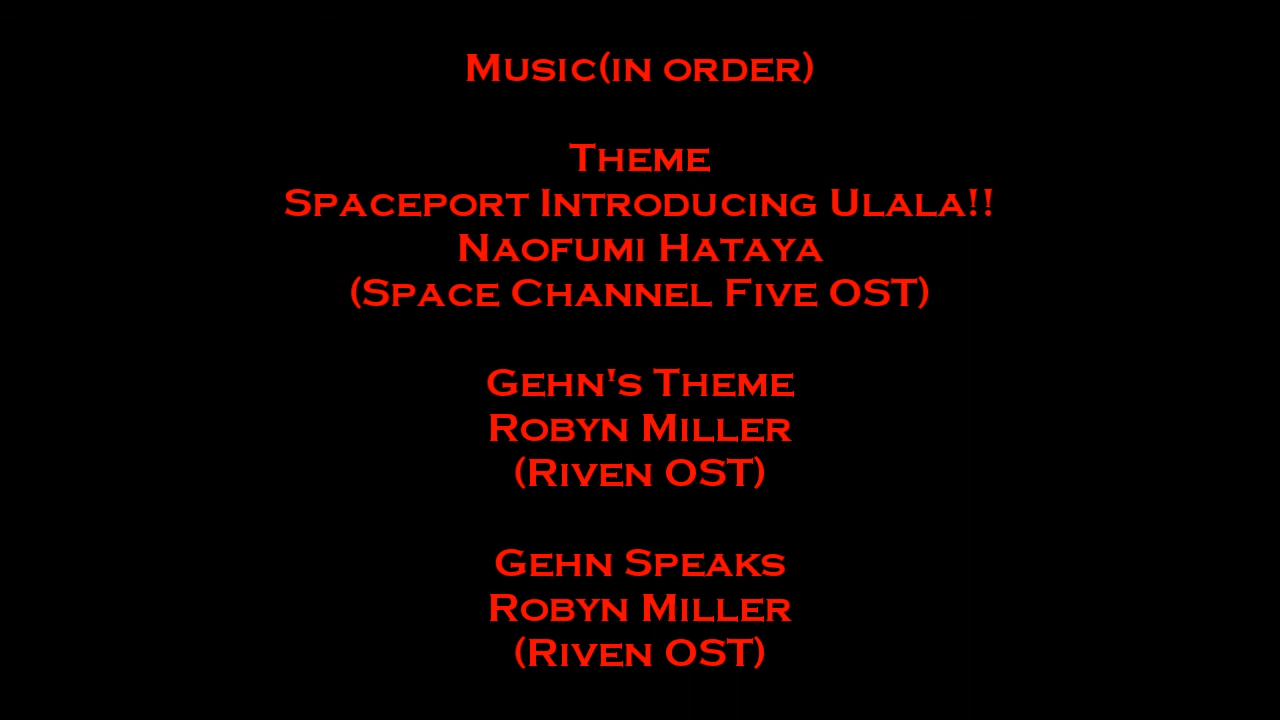 Music(in order)
Theme
Spaceport Introducing Ulala!!
Naofumi Hataya
(Space Channel Five OST)
Gehn's Theme
Robyn Miller
(Riven OST)
Gehn Speaks
Robyn Miller
(Riven OST)